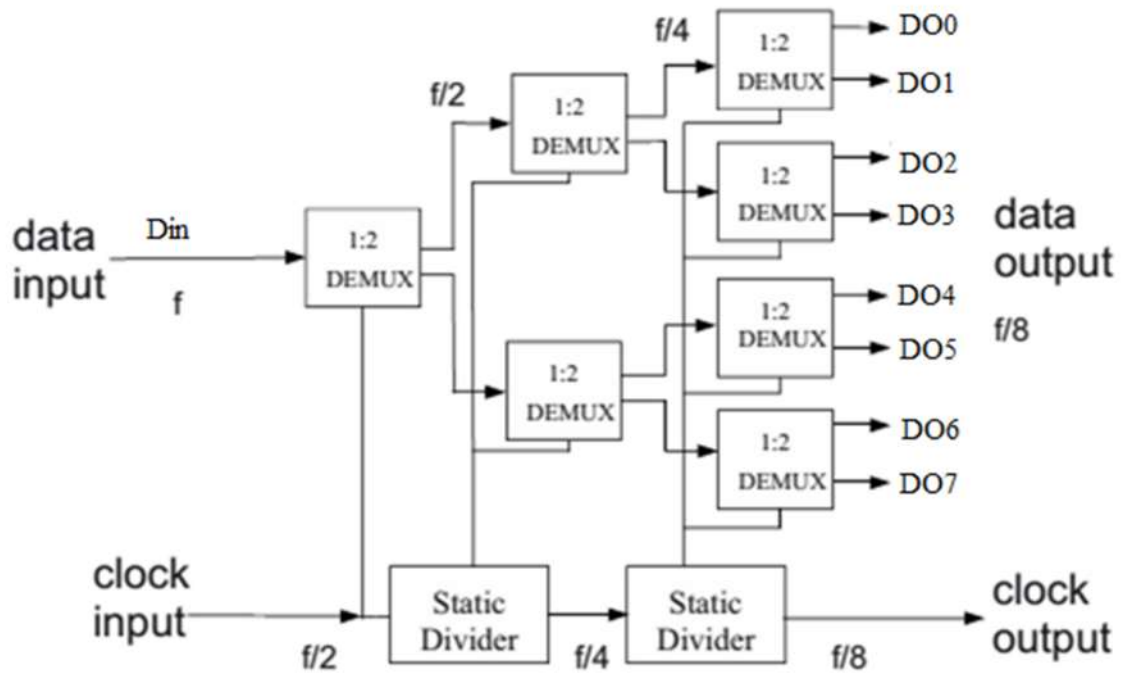 f/4
1:2
DEMUX
DO0
DO1
f/2
1:2
DEMUX
1:2
DEMUX
DO2
DO3
data
input
Din
f
1:2
DEMUX
data
output
f/8
1:2
DEMUX
DO4
DO5
1:2
DEMUX
1:2
DEMUX
DO6
DO7
clock
input
f/2
Static
Divider
f/4
Static
Divider
f/8
clock
output